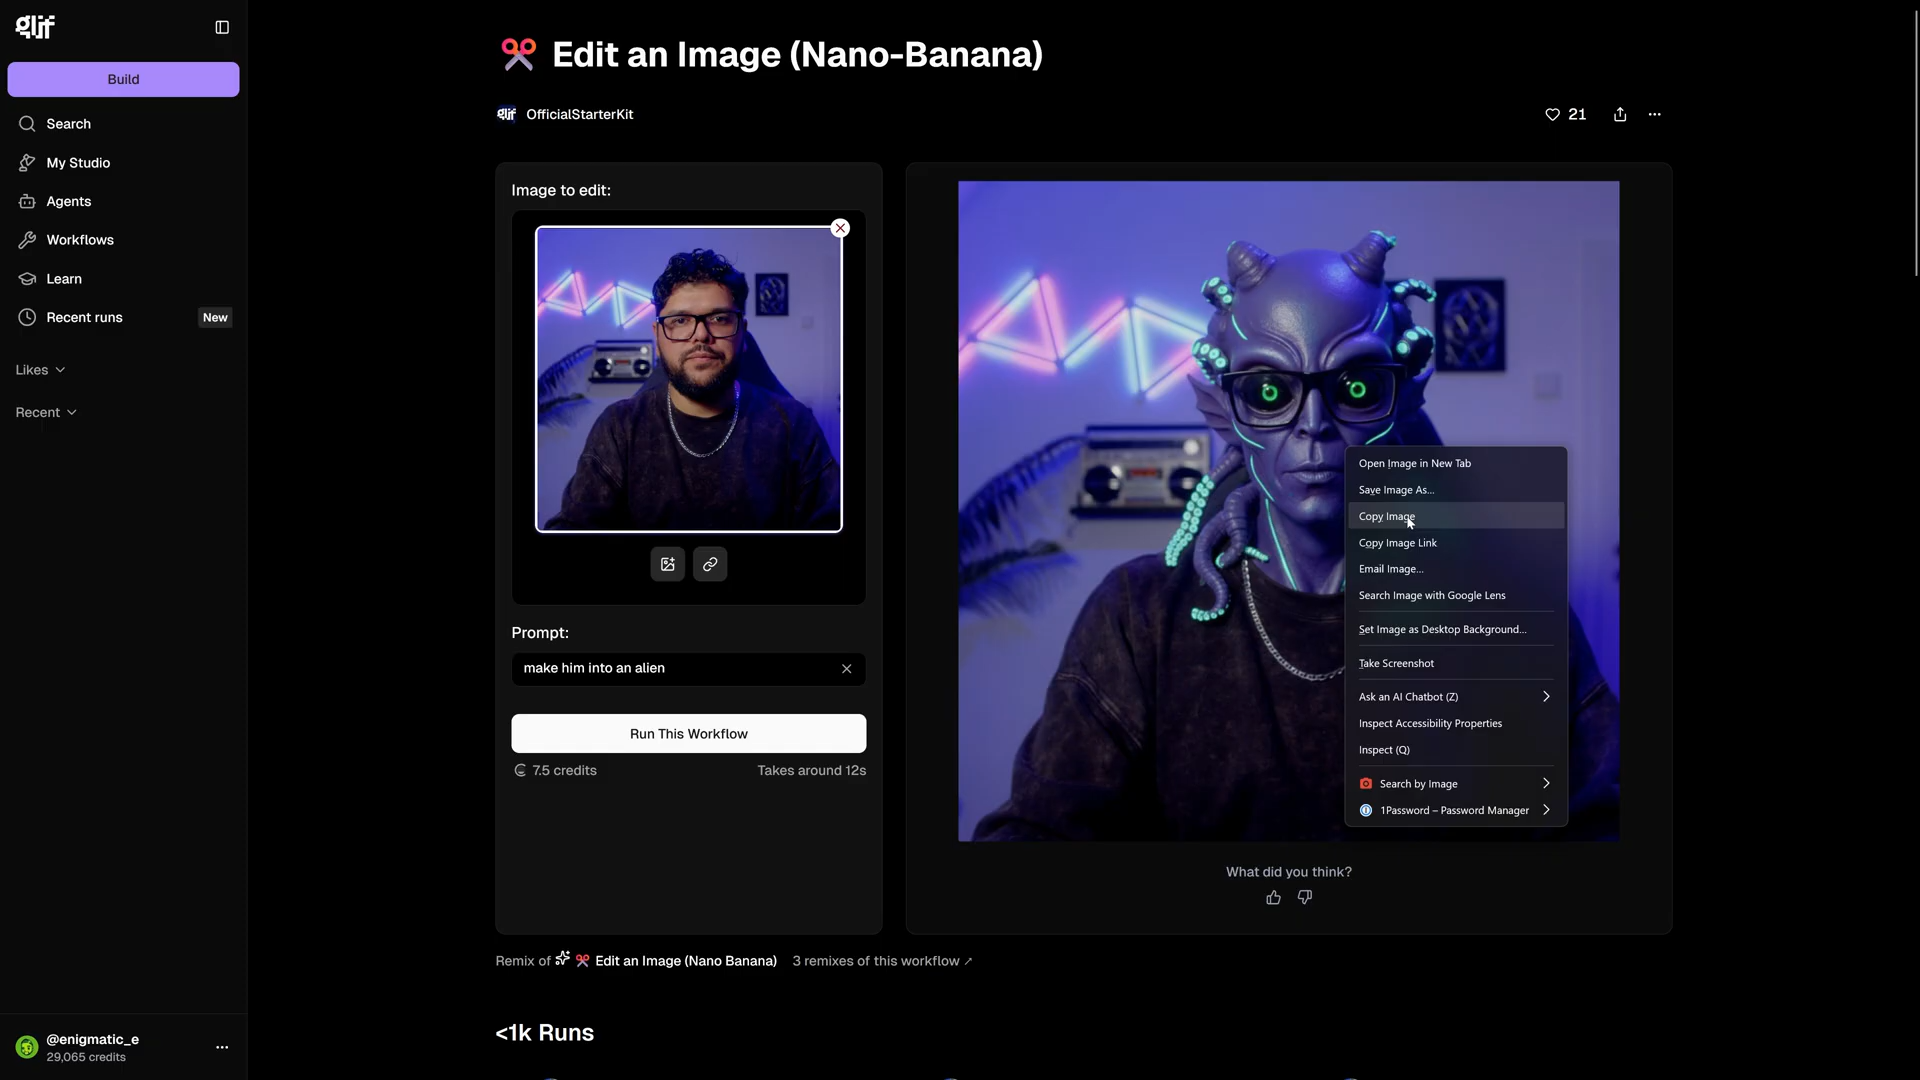 glif
Build
Search
My Studio
Agents
Workflows
Learn
Recent runs New
Likes
Recent
@enigmatic_e
29,065 credits
Edit an Image (Nano-Banana)
glif OfficialStarterKit
21
Image to edit:
Prompt:
make him into an alien
Run This Workflow
7.5 credits Takes around 12s
Open Image in New Tab
Save Image As...
Copy Image
Copy Image Link
Email Image...
Search Image with Google Lens
Set Image as Desktop Background...
Take Screenshot
Ask an AI Chatbot (Z)
Inspect Accessibility Properties
Inspect (Q)
Search by Image
1Password – Password Manager
What did you think?
Remix of Edit an Image (Nano Banana) 3 remixes of this workflow ↗
<1k Runs